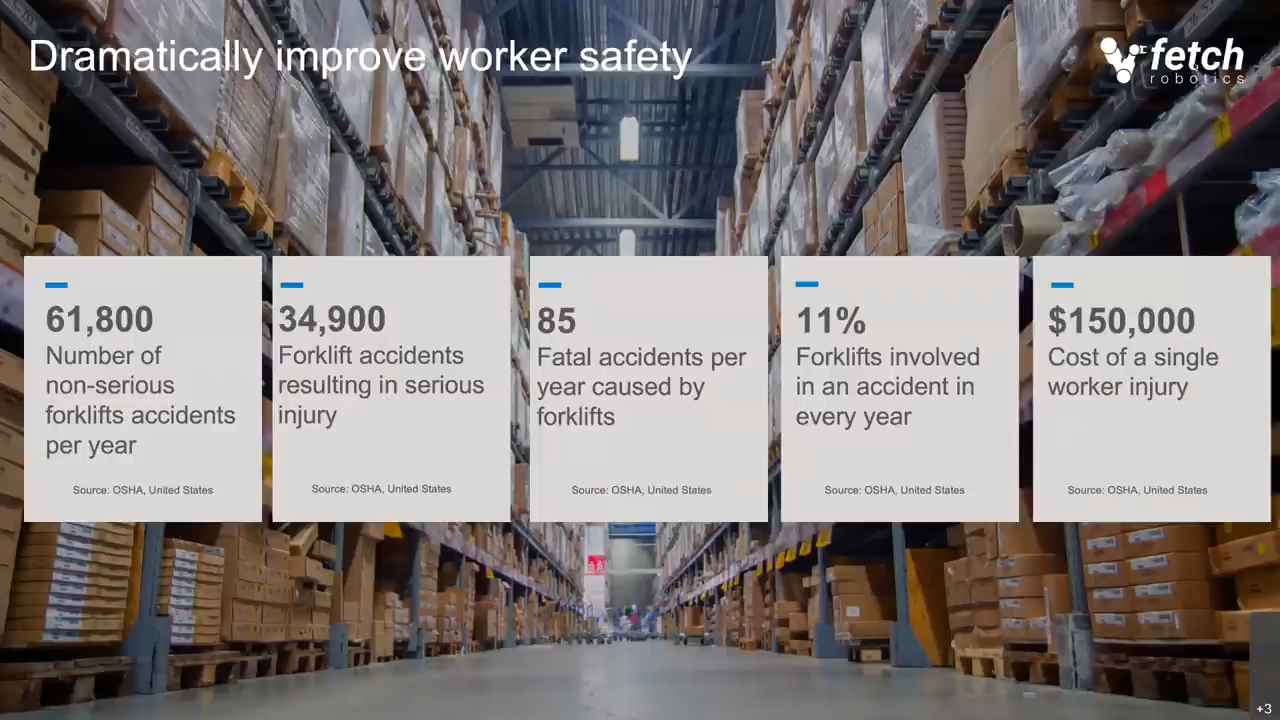 Dramatically improve worker safety
fetch
robotics
61,800
Number of
non-serious
forklifts accidents
per year
Source: OSHA, United States
34,900
Forklift accidents
resulting in serious
injury
Source: OSHA, United States
85
Fatal accidents per
year caused by
forklifts
Source: OSHA, United States
11%
Forklifts involved
in an accident in
every year
Source: OSHA, United States
$150,000
Cost of a single
worker injury
Source: OSHA, United States
+3